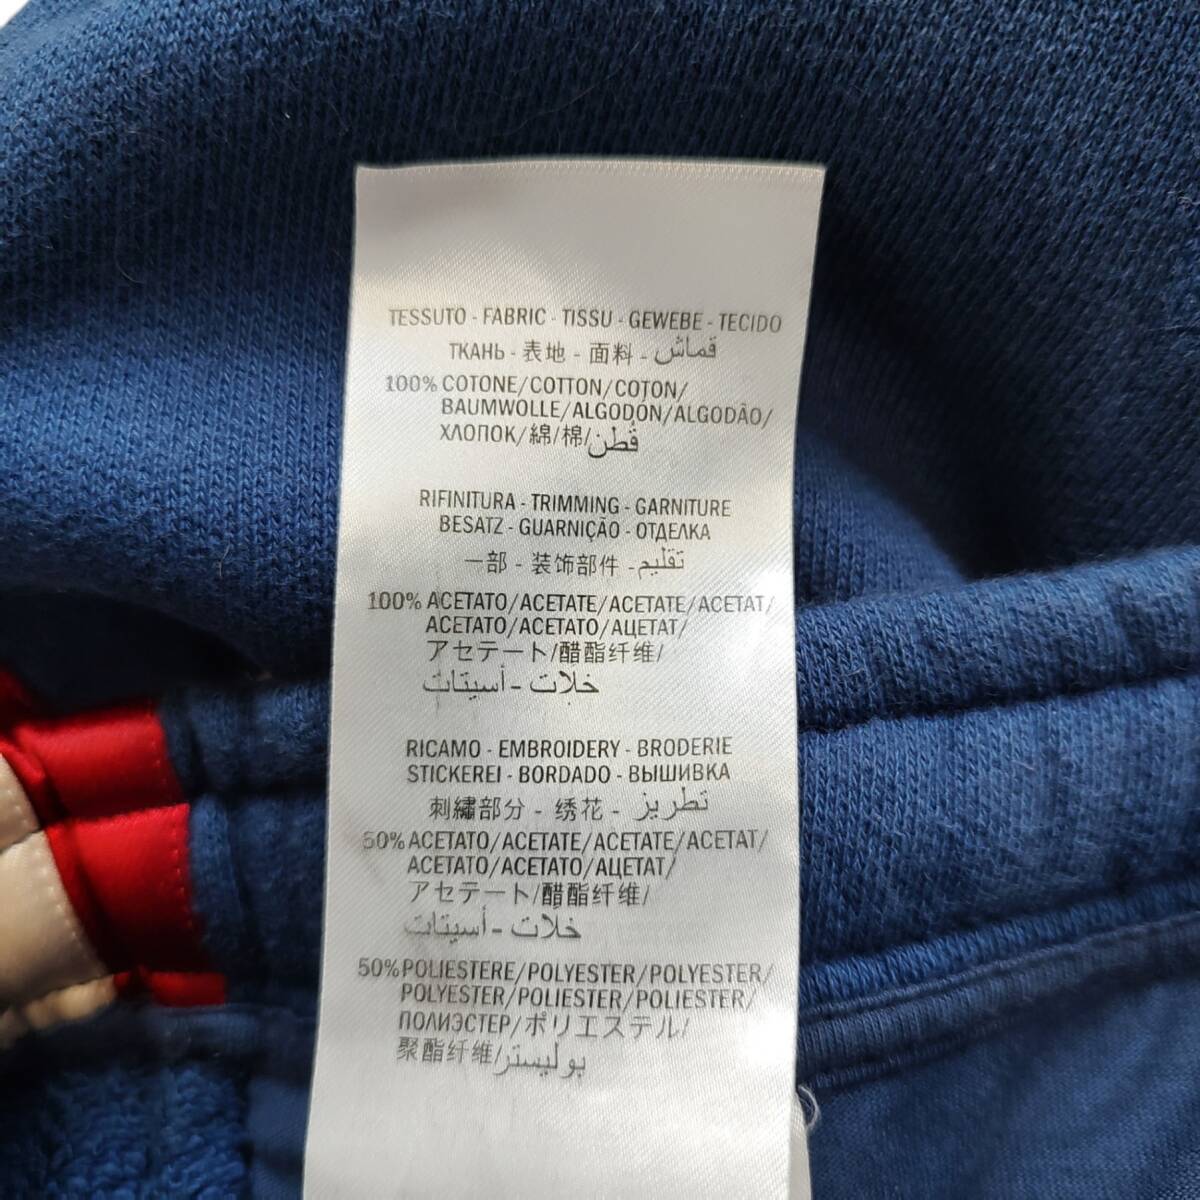 TESSUTO - FABRIC - TISSU - GEWEBE - TECIDO
ТКАНЬ - 表地 - 面料 - قماش
100% COTONE/COTTON/COTON/
BAUMWOLLE/ALGODÓN/ALGODÃO/
ХЛОПОК/綿/棉/قُطن
RIFINITURA - TRIMMING - GARNITURE
BESATZ - GUARNIÇÃO - ОТДЕЛКА
一部 - 装饰部件 - تقليم
100% ACETATO/ACETATE/ACETATE/ACETAT/
ACETATO/ACETATO/АЦЕТАТ/
アセテート/醋酯纤维/
خلات - أسيتات
RICAMO - EMBROIDERY - BRODERIE
STICKEREI - BORDADO - ВЫШИВКА
刺繡部分 - 绣花 - تطريز
50% ACETATO/ACETATE/ACETATE/ACETAT/
ACETATO/ACETATO/АЦЕТАТ/
アセテート/醋酯纤维/
خلات - أسيتات
50% POLIESTERE/POLYESTER/POLYESTER/
POLYESTER/POLIESTER/POLIESTER/
ПОЛИЭСТЕР/ポリエステル/
聚酯纤维/بوليستر